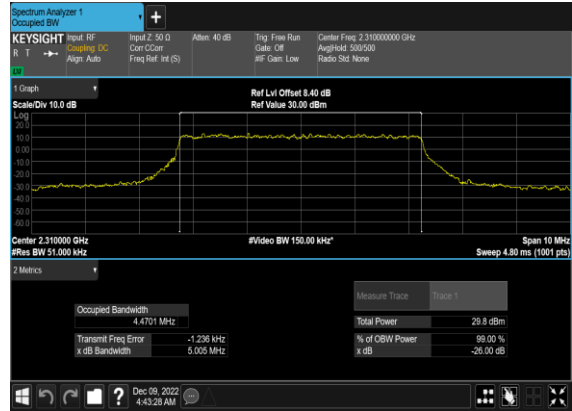 Spectrum Analyzer 1
Occupied BW
+
KEYSIGHT Input: RF Input Z: 50 Ω Atten: 40 dB Trig: Free Run Center Freq: 2.310000000 GHz
R T Coupling: DC Corr CCorr Gate: Off Avg|Hold: 500/500
Align: Auto Freq Ref: Int (S) #IF Gain: Low Radio Std: None
1 Graph
Ref Lvl Offset 8.40 dB
Scale/Div 10.0 dB Ref Value 30.00 dBm
Log
20.0
10.0
0.00
-10.0
-20.0
-30.0
-40.0
-50.0
-60.0
Center 2.310000 GHz #Video BW 150.00 kHz* Span 10 MHz
#Res BW 51.000 kHz Sweep 4.80 ms (1001 pts)
2 Metrics
Measure Trace Trace 1
Occupied Bandwidth
4.4701 MHz Total Power 29.8 dBm
Transmit Freq Error -1.236 kHz % of OBW Power 99.00 %
x dB Bandwidth 5.005 MHz x dB -26.00 dB
? Dec 09, 2022
4:43:28 AM